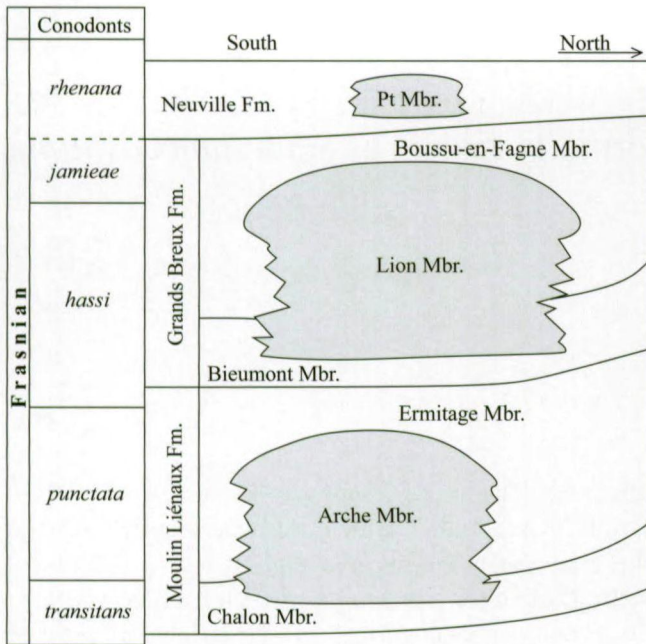 Conodonts
South
North
rhenana
Neuville Fm.
Pt Mbr.
Boussu-en-Fagne Mbr.
jamieae
Grands Breux Fm.
Lion Mbr.
hassi
Frasnian
Bieumont Mbr.
Ermitage Mbr.
Moulin Liénaux Fm.
punctata
Arche Mbr.
transitans
Chalon Mbr.